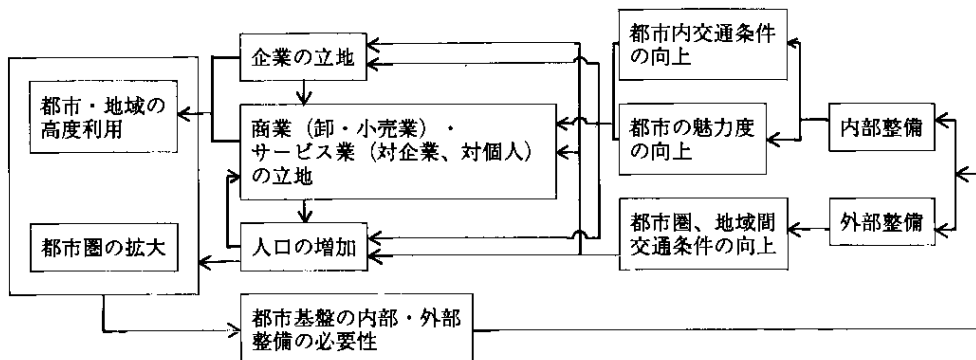 企業の立地
都市・地域の
高度利用
商業（卸・小売業）・
サービス業（対企業、対個人）
の立地
都市圏の拡大
人口の増加
都市基盤の内部・外部
整備の必要性
都市内交通条件
の向上
都市の魅力度
の向上
都市圏、地域間
交通条件の向上
内部整備
外部整備